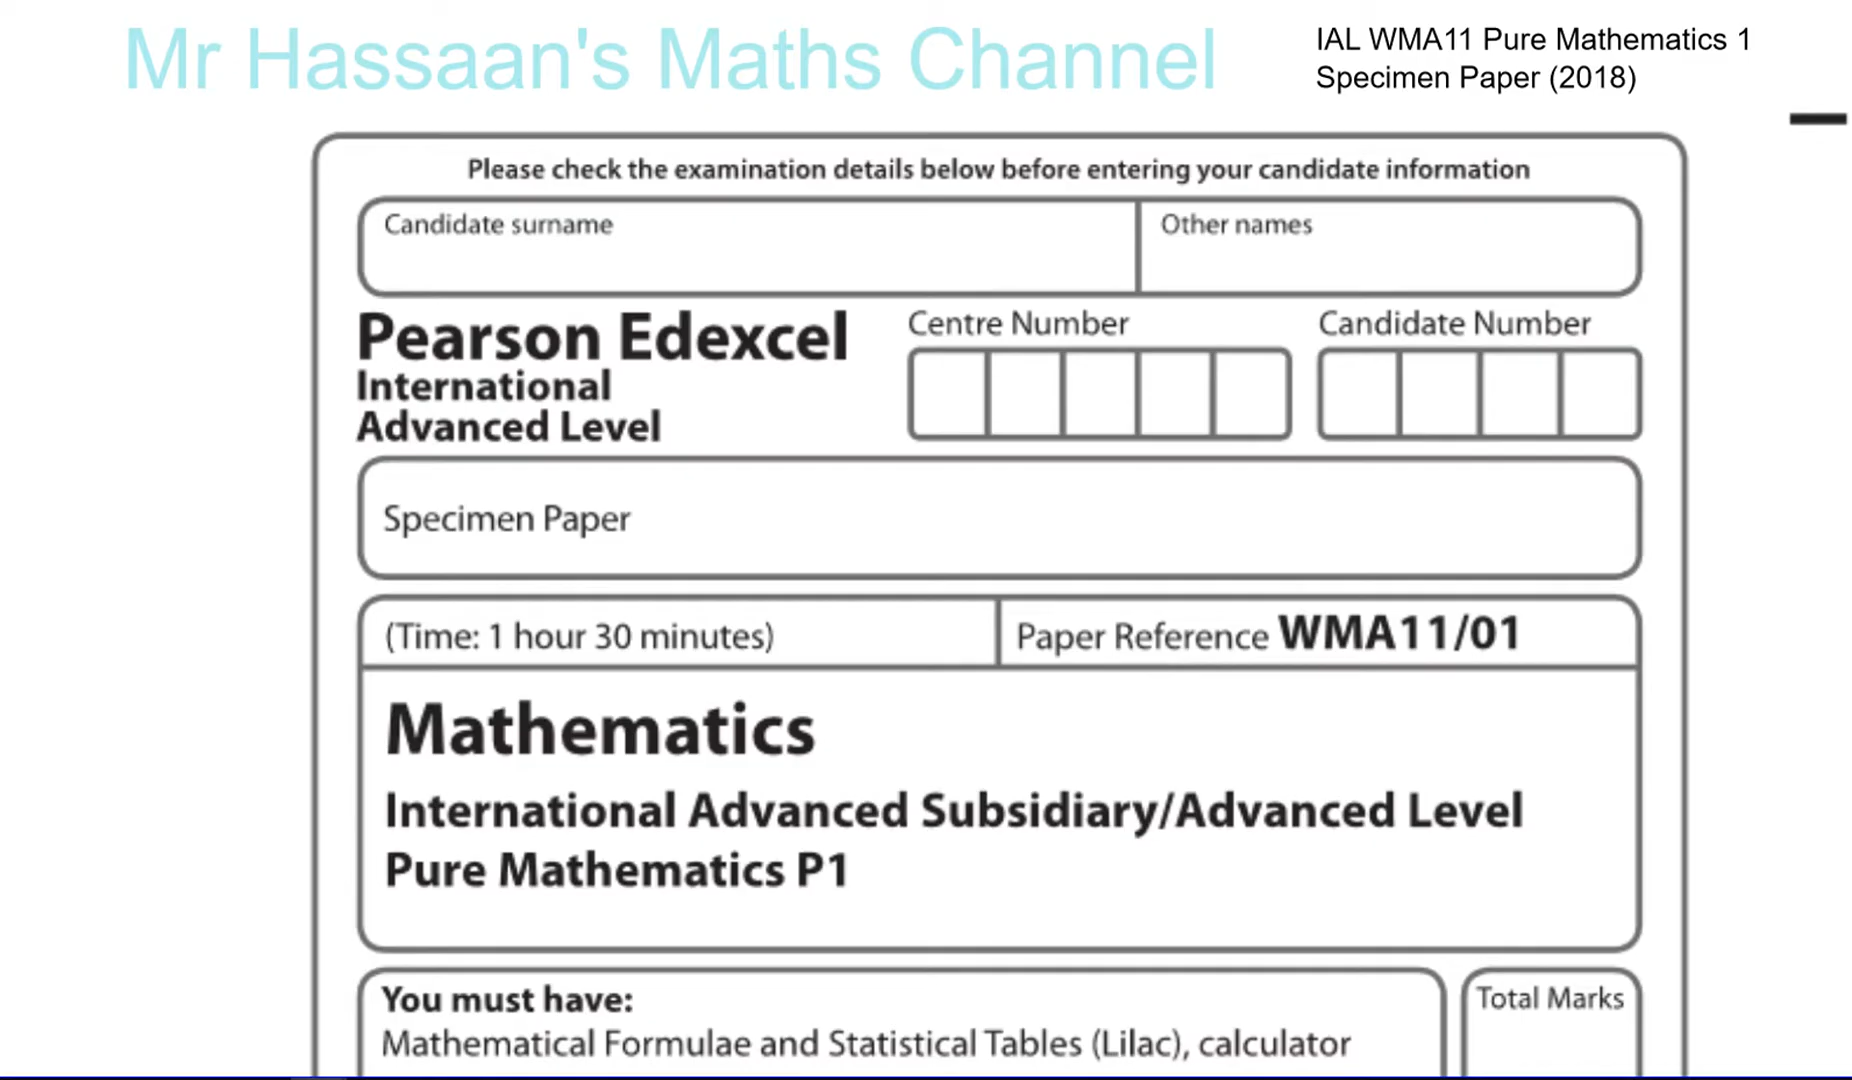 Mr Hassaan's Maths Channel
IAL WMA11 Pure Mathematics 1
Specimen Paper (2018)
Please check the examination details below before entering your candidate information
Candidate surname
Other names
Pearson Edexcel
International
Advanced Level
Centre Number
Candidate Number
Specimen Paper
(Time: 1 hour 30 minutes)
Paper Reference WMA11/01
Mathematics
International Advanced Subsidiary/Advanced Level
Pure Mathematics P1
You must have:
Mathematical Formulae and Statistical Tables (Lilac), calculator
Total Marks